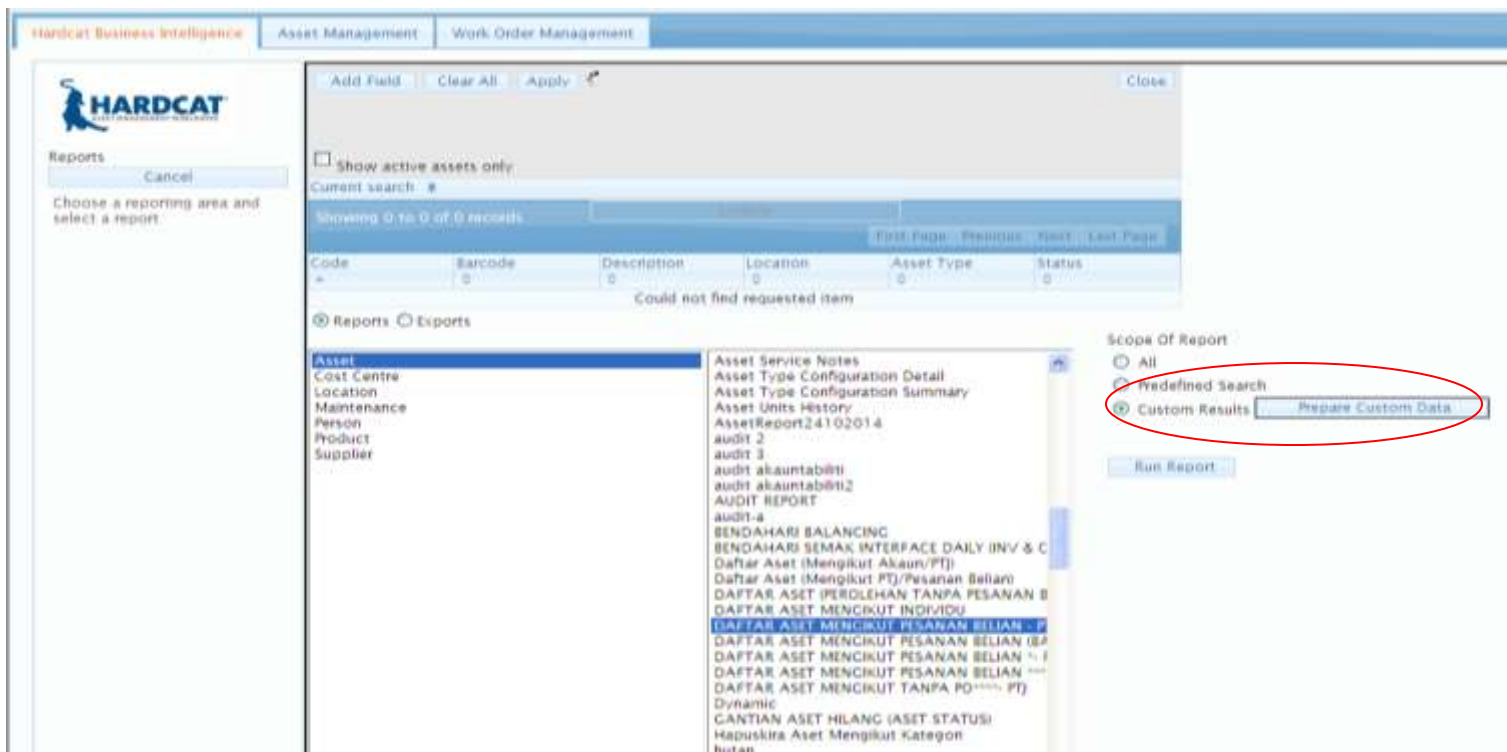 Hardcat Business Intelligence Asset Management Work Order Management
HARDCAT
Reports
Cancel
Choose a reporting area and
select a report
Add Field Clear All Apply Close
Show active assets only
Current search
Showing 0 to 0 of 0 records
First Page Previous Next Last Page
Code Barcode Description Location Asset Type Status
Could not find requested item
Reports Exports
Asset
Cost Centre
Location
Maintenance
Person
Product
Supplier
Asset Service Notes
Asset Type Configuration Detail
Asset Type Configuration Summary
Asset Units History
AssetReport24102014
audit 2
audit 3
audit akauntabiliti
audit akauntabiliti2
AUDIT REPORT
audit-a
BENDAHARI BALANCING
BENDAHARI SEMAK INTERFACE DAILY (INV & C
Daftar Aset (Mengikut Akaun/PTJ)
Daftar Aset (Mengikut PTJ/Pesanan Belian)
DAFTAR ASET (PEROLEHAN TANPA PESANAN B
DAFTAR ASET MENGIKUT INDIVIDU
DAFTAR ASET MENGIKUT PESANAN BELIAN - P
DAFTAR ASET MENGIKUT PESANAN BELIAN (BA
DAFTAR ASET MENGIKUT PESANAN BELIAN
DAFTAR ASET MENGIKUT PESANAN BELIAN
DAFTAR ASET MENGIKUT TANPA PO****- PTJ
Dynamic
GANTIAN ASET HILANG (ASET STATUS)
Hapuskira Aset Mengikut Kategori
Scope Of Report
All
Predefined Search
Custom Results Prepare Custom Data
Run Report